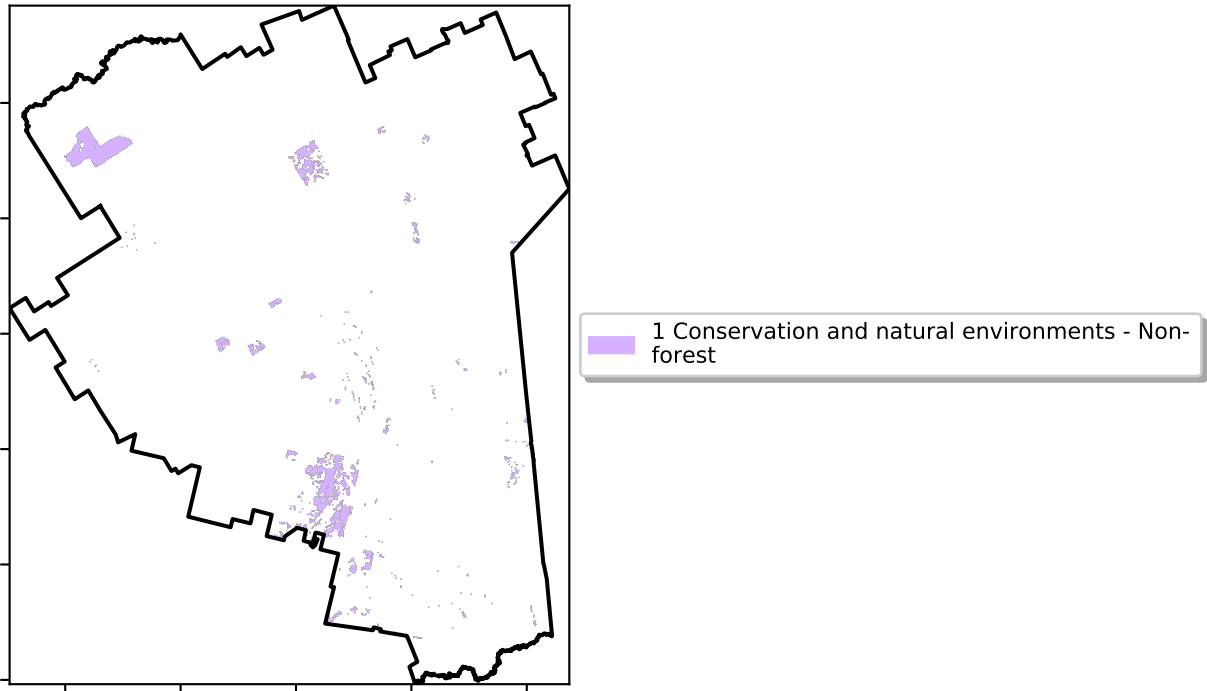 1 Conservation and natural environments - Non-
forest